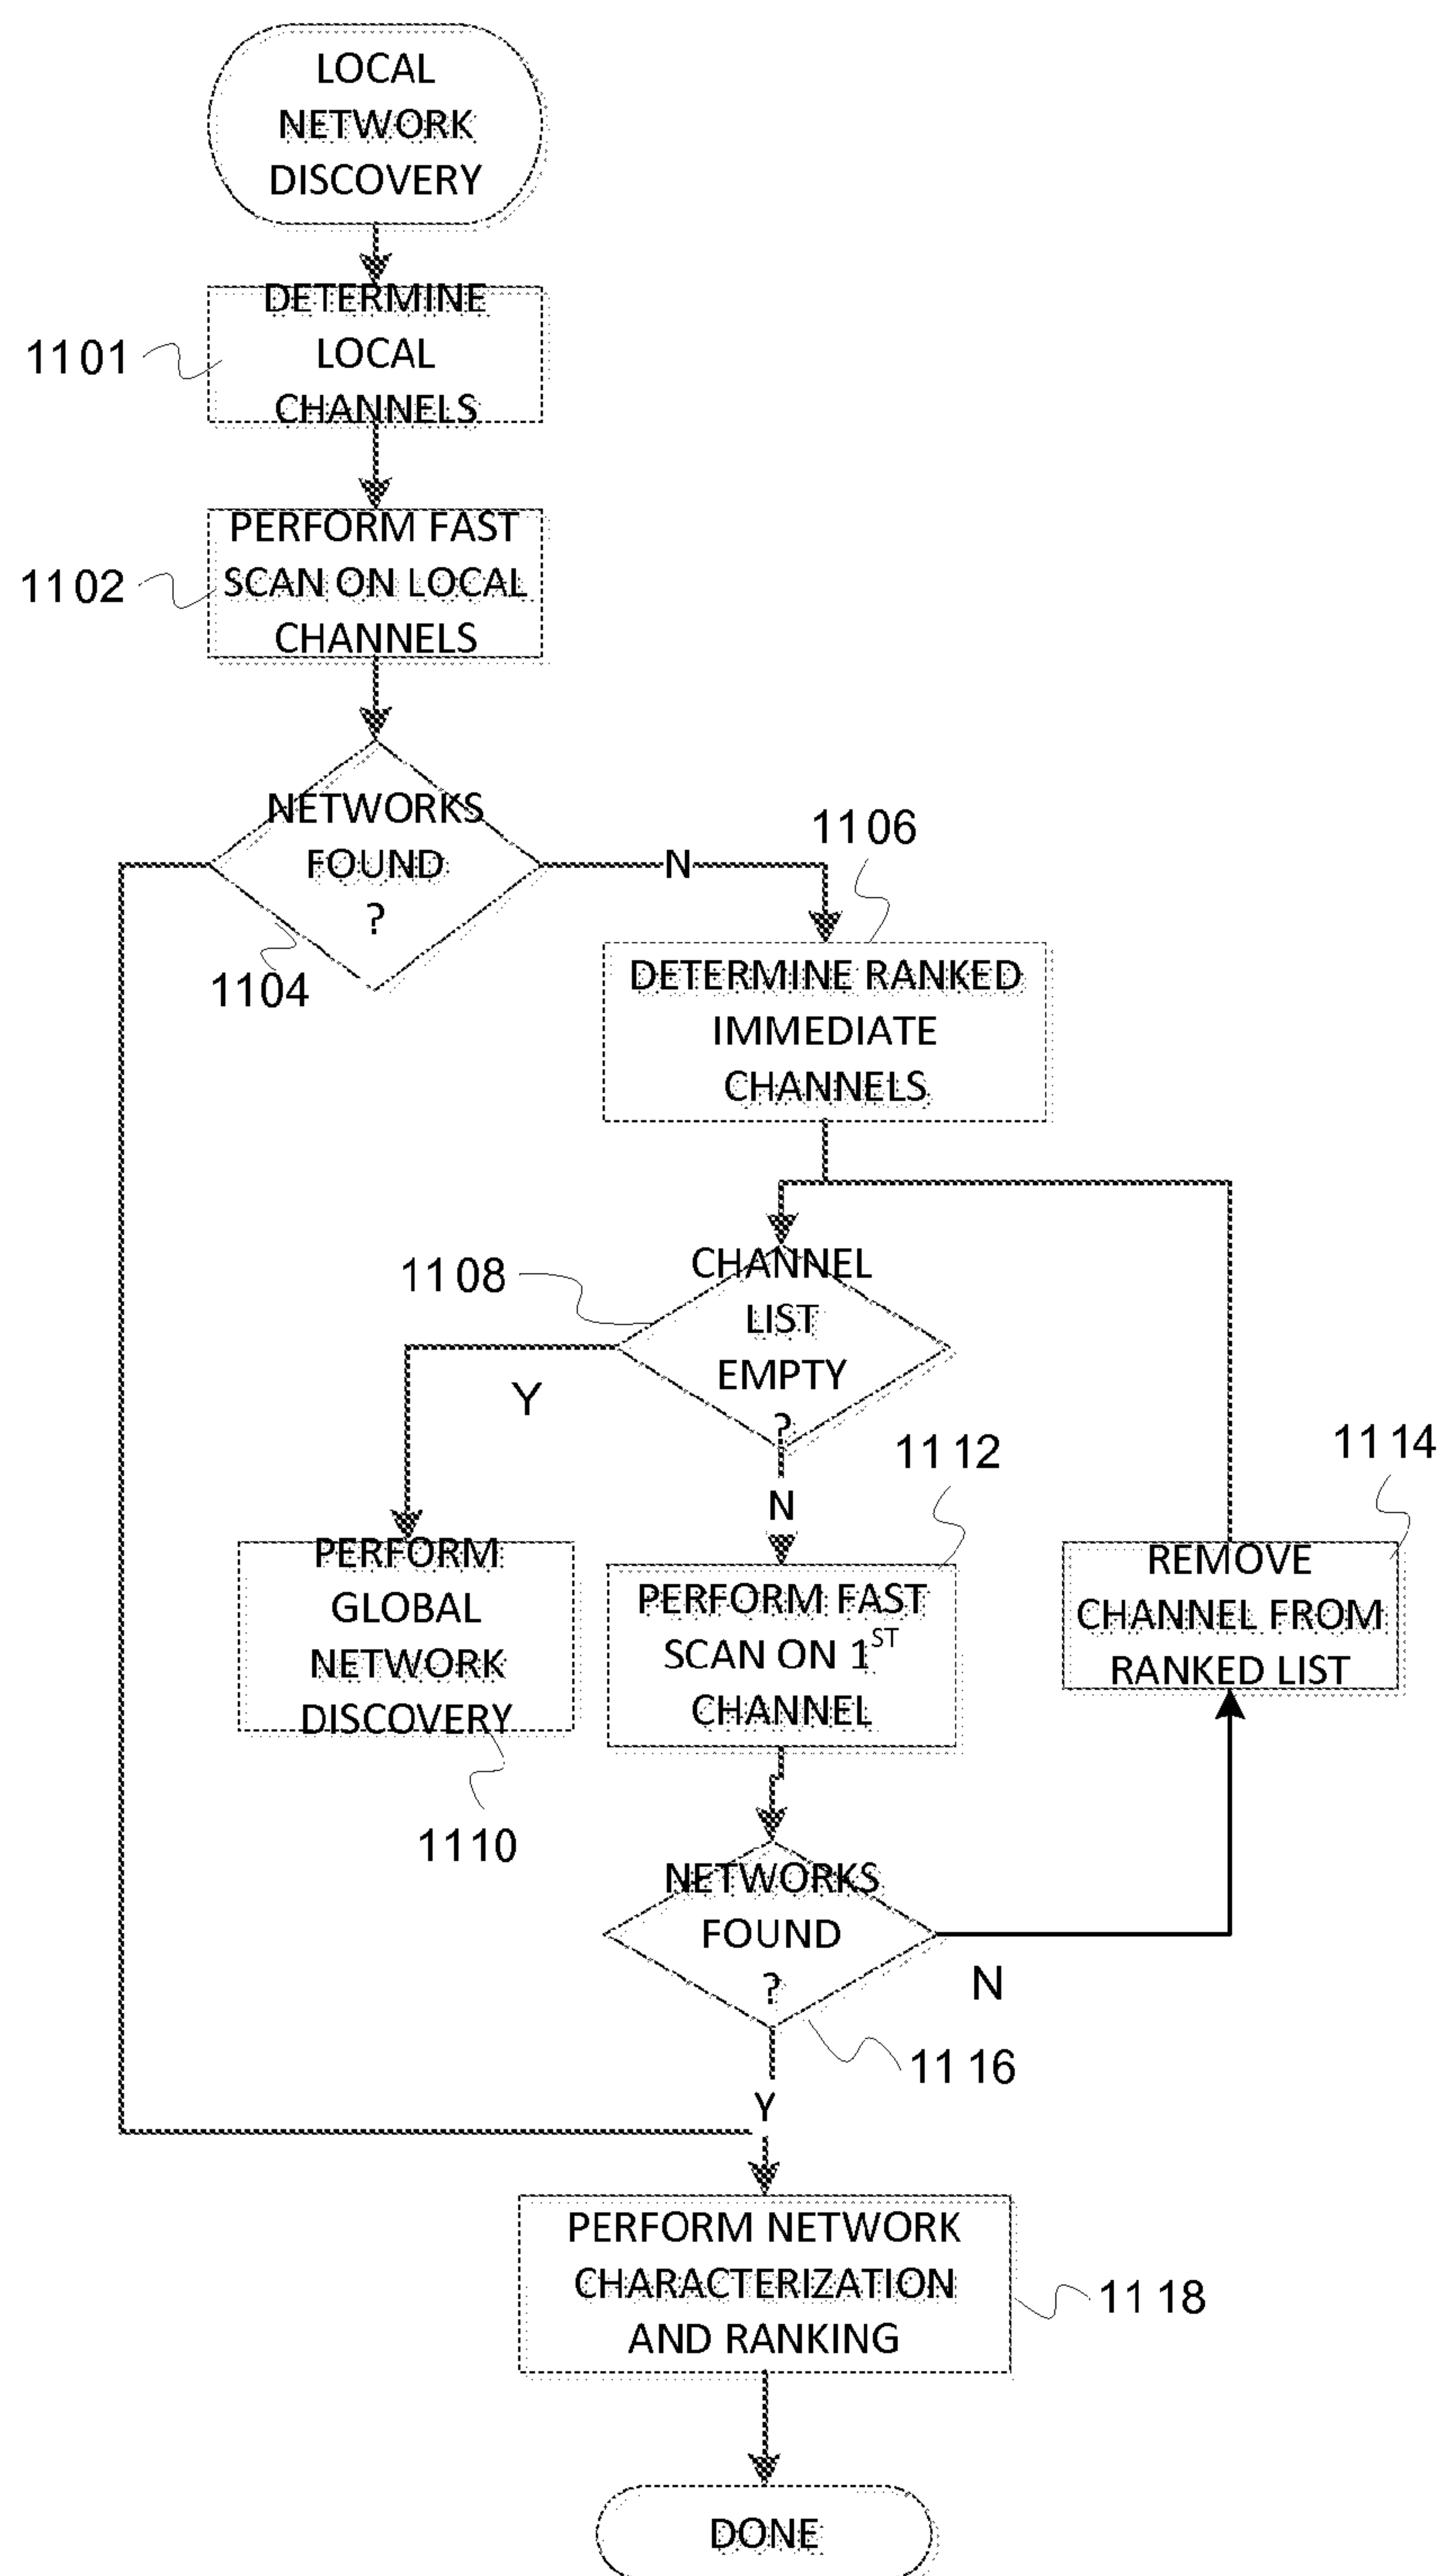 LOCAL
NETWORK
DISCOVERY
DETERMINE
LOCAL
CHANNELS
1101
PERFORM FAST
SCAN ON LOCAL
CHANNELS
1102
NETWORKS
FOUND
?
1104
N
1106
DETERMINE RANKED
IMMEDIATE
CHANNELS
1108
CHANNEL
LIST
EMPTY
?
Y
N
1112
1114
PERFORM
GLOBAL
NETWORK
DISCOVERY
1110
PERFORM FAST
SCAN ON 1ST
CHANNEL
REMOVE
CHANNEL FROM
RANKED LIST
NETWORKS
FOUND
?
N
1116
Y
PERFORM NETWORK
CHARACTERIZATION
AND RANKING
1118
DONE